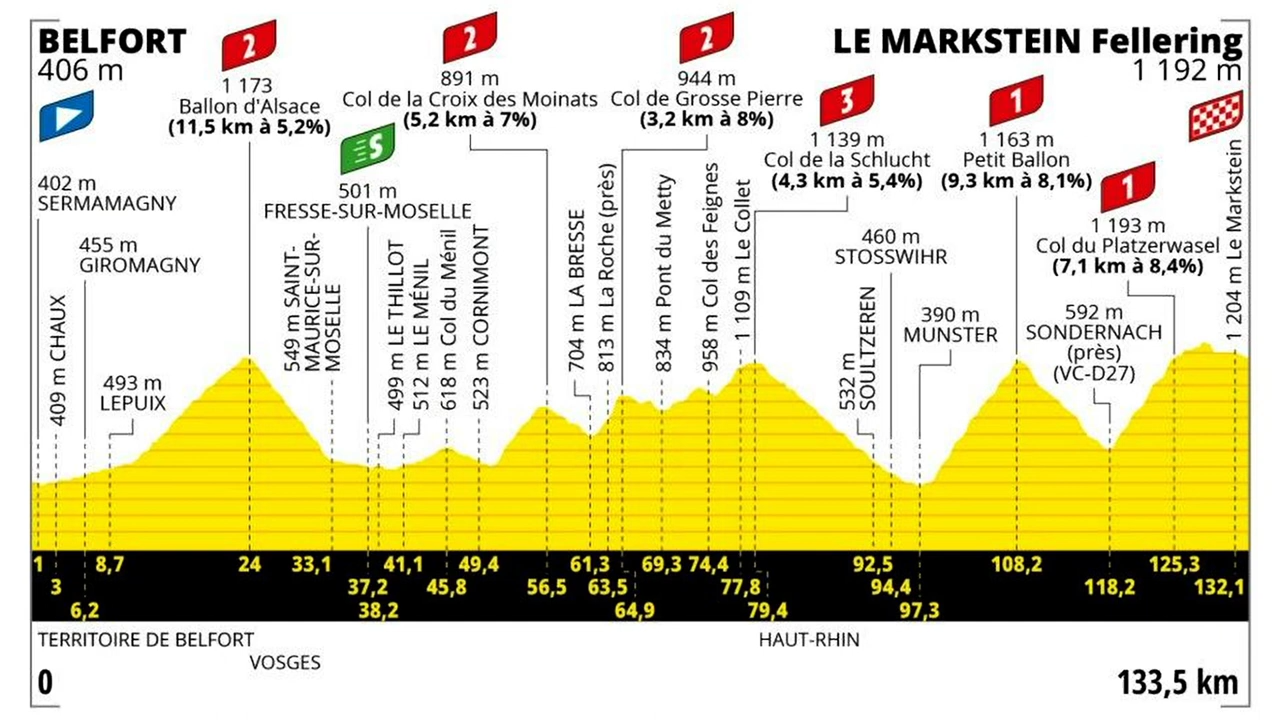 BELFORT
406 m
2
1 173
Ballon d'Alsace
(11,5 km à 5,2%)
2
891 m
Col de la Croix des Moinats
(5,2 km à 7%)
2
944 m
Col de Grosse Pierre
(3,2 km à 8%)
LE MARKSTEIN Fellering
1 192 m
3
1 139 m
Col de la Schlucht
(4,3 km à 5,4%)
1
1 163 m
Petit Ballon
(9,3 km à 8,1%)
1
1 193 m
Col du Platzerwasel
(7,1 km à 8,4%)
S
501 m
FRESSE-SUR-MOSELLE
402 m
SERMAMAGNY
455 m
GIROMAGNY
409 m CHAUX
493 m
LEPUIX
549 m SAINT-
MAURICE-SUR-
MOSELLE
499 m LE THILLOT
512 m LE MÉNIL
618 m Col du Ménil
523 m CORNIMONT
704 m LA BRESSE
813 m La Roche (près)
834 m Pont du Metty
958 m Col des Feignes
1 109 m Le Collet
532 m
SOULTZEREN
460 m
STOSSWIHR
390 m
MUNSTER
592 m
SONDERNACH
(près)
(VC-D27)
1 204 m Le Markstein
1 8,7 24 33,1 41,1 49,4 61,3 69,3 74,4 92,5 108,2 125,3
3 37,2 45,8 56,5 63,5 77,8 94,4 118,2 132,1
6,2 38,2 64,9 79,4 97,3
TERRITOIRE DE BELFORT
HAUT-RHIN
VOSGES
0
133,5 km